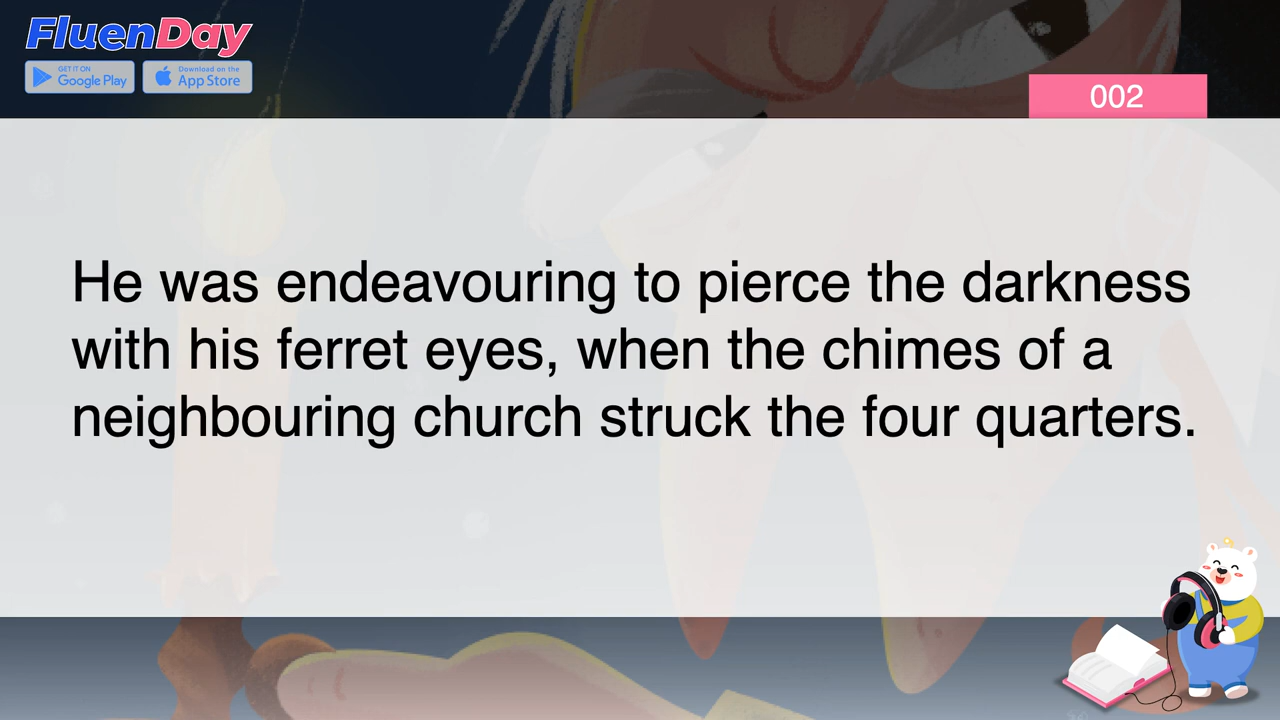 FluenDay
GET IT ON
Google Play
Download on the
App Store
002
He was endeavouring to pierce the darkness
with his ferret eyes, when the chimes of a
neighbouring church struck the four quarters.